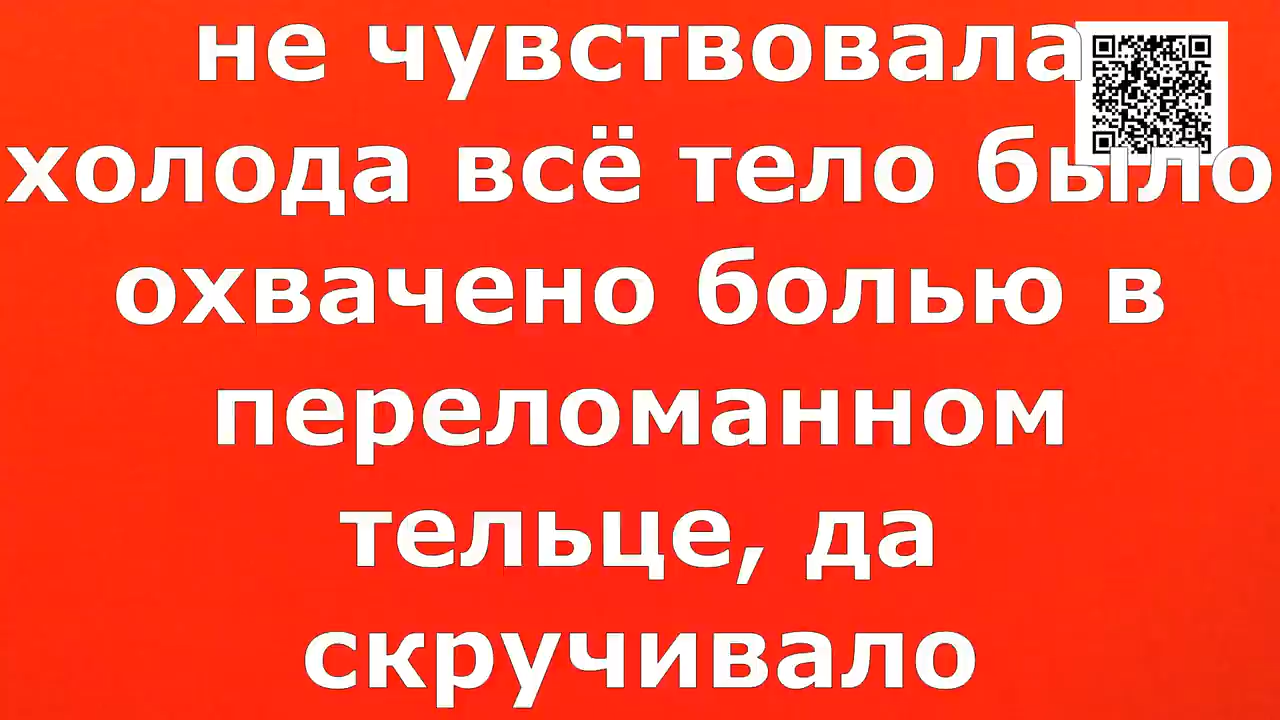 не чувствовала
холода всё тело было
охвачено болью в
переломанном
тельце, да
скручивало